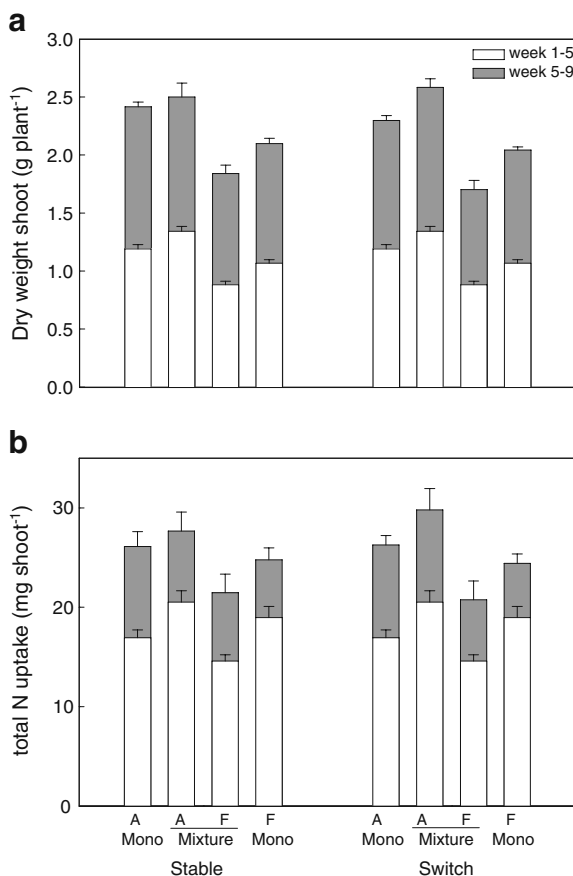 a
3.0
2.5
2.0
1.5
1.0
0.5
0.0
Dry weight shoot (g plant⁻¹)
week 1-5
week 5-9
b
30
20
10
0
total N uptake (mg shoot⁻¹)
A A F F A A F F
Mono Mixture Mono Mono Mixture Mono
Stable Switch